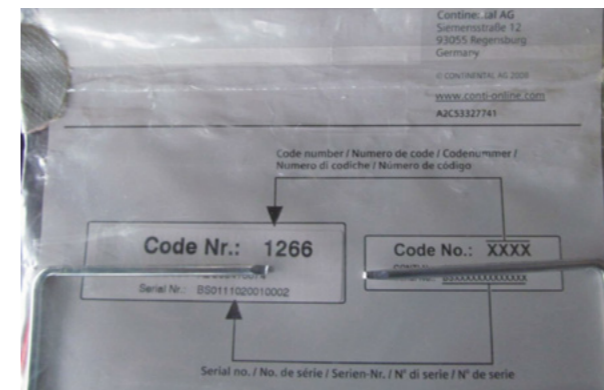 Continental AG
Siemensstraße 12
93055 Regensburg
Germany
© CONTINENTAL AG 2008
www.conti-online.com
A2C53327741
Code number / Numero de code / Codenummer /
Numero di codiche / Número de código
Code Nr.: 1266
Code No.: XXXX
Serial Nr.: BS0111020010002
Serial no. / No. de série / Serien-Nr. / N° di serie / N° de serie